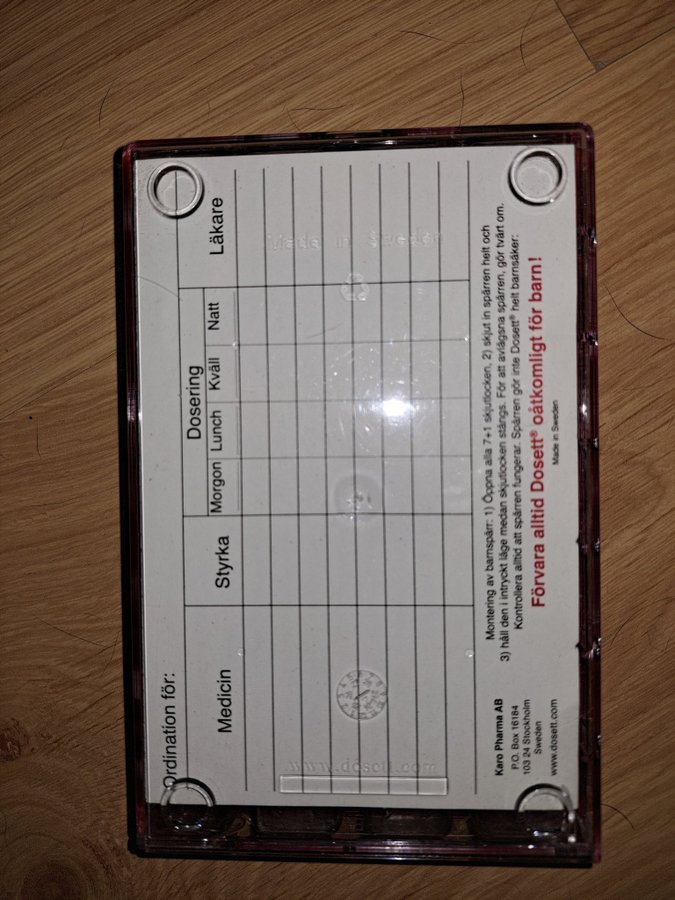 Ordination för:
Medicin Styrka Dosering Läkare
Morgon Lunch Kväll Natt
Made in Sweden
www.dosett.com
Karo Pharma AB
P.O. Box 16184
103 24 Stockholm
Sweden
www.dosett.com
Montering av barnspärr: 1) Öppna alla 7+1 skjutlocken, 2) skjut in spärren helt och
3) håll den i intryckt läge medan skjutlocken stängs. För att avlägsna spärren, gör tvärt om.
Kontrollera alltid att spärren fungerar. Spärren gör inte Dosett® helt barnsäker:
Förvara alltid Dosett® oåtkomligt för barn!
Made in Sweden